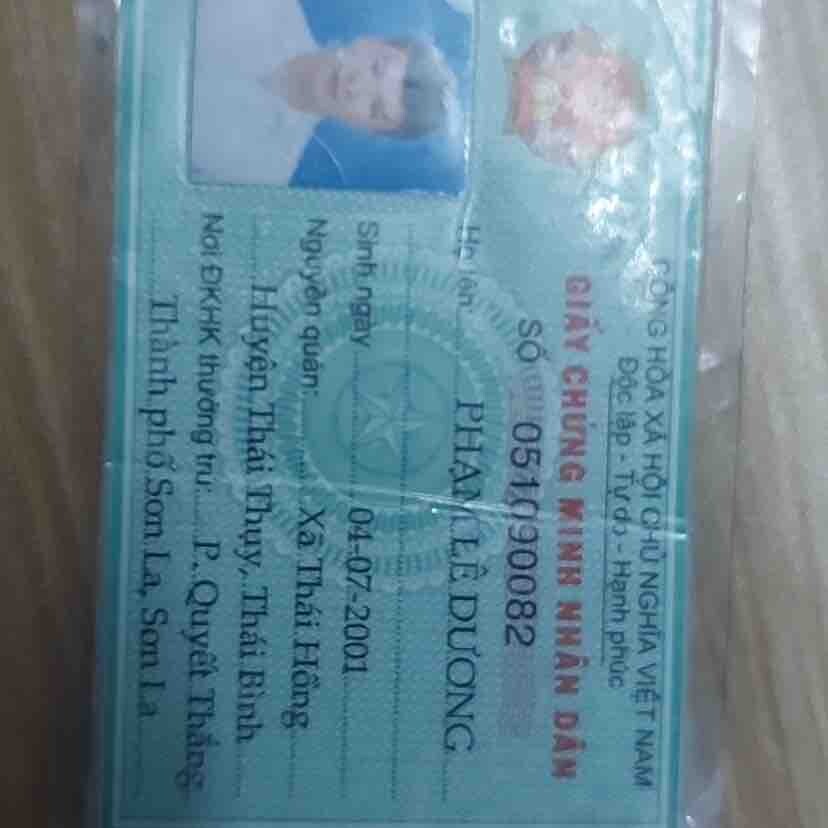 CỘNG HÒA XÃ HỘI CHỦ NGHĨA VIỆT NAM
Độc lập - Tự do - Hạnh phúc
GIẤY CHỨNG MINH NHÂN DÂN
SỐ 051090082
Họ tên: PHẠM LÊ DƯƠNG
Sinh ngày 04-07-2001
Nguyên quán: Xã Thái Hồng
Huyện Thái Thụy, Thái Bình
Nơi ĐKHK thường trú: P. Quyết Thắng
Thành phố Sơn La, Sơn La